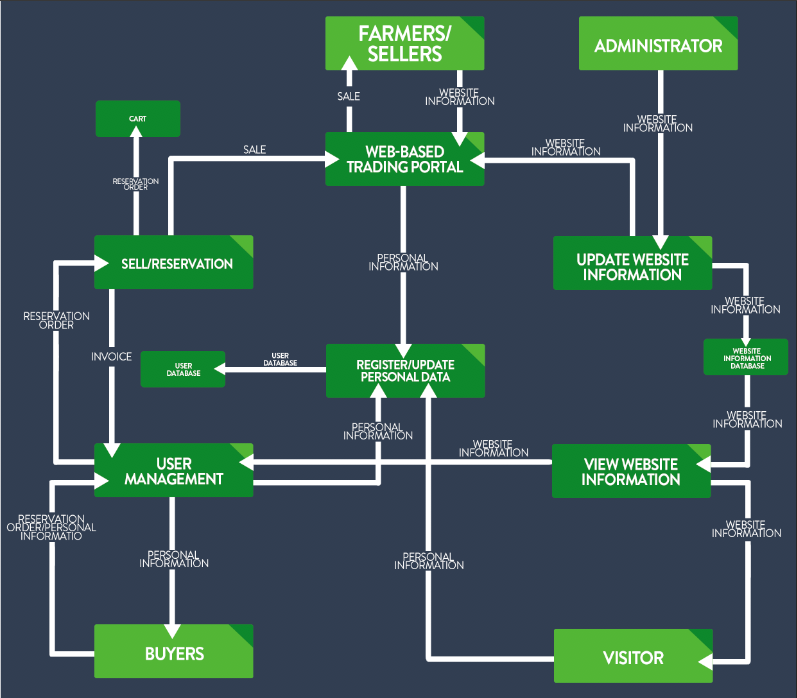 FARMERS/
SELLERS
ADMINISTRATOR
SALE
WEBSITE
INFORMATION
CART
WEBSITE
INFORMATION
SALE
WEB-BASED
TRADING PORTAL
WEBSITE
INFORMATION
RESERVATION
ORDER
SELL/RESERVATION
PERSONAL
INFORMATION
UPDATE WEBSITE
INFORMATION
WEBSITE
INFORMATION
RESERVATION
ORDER
INVOICE
USER
DATABASE
USER
DATABASE
REGISTER/UPDATE
PERSONAL DATA
WEBSITE
INFORMATION
DATABASE
PERSONAL
INFORMATION
WEBSITE
INFORMATION
WEBSITE
INFORMATION
USER
MANAGEMENT
VIEW WEBSITE
INFORMATION
RESERVATION
ORDER/PERSONAL
INFORMATIO
WEBSITE
INFORMATION
PERSONAL
INFORMATION
PERSONAL
INFORMATION
BUYERS
VISITOR